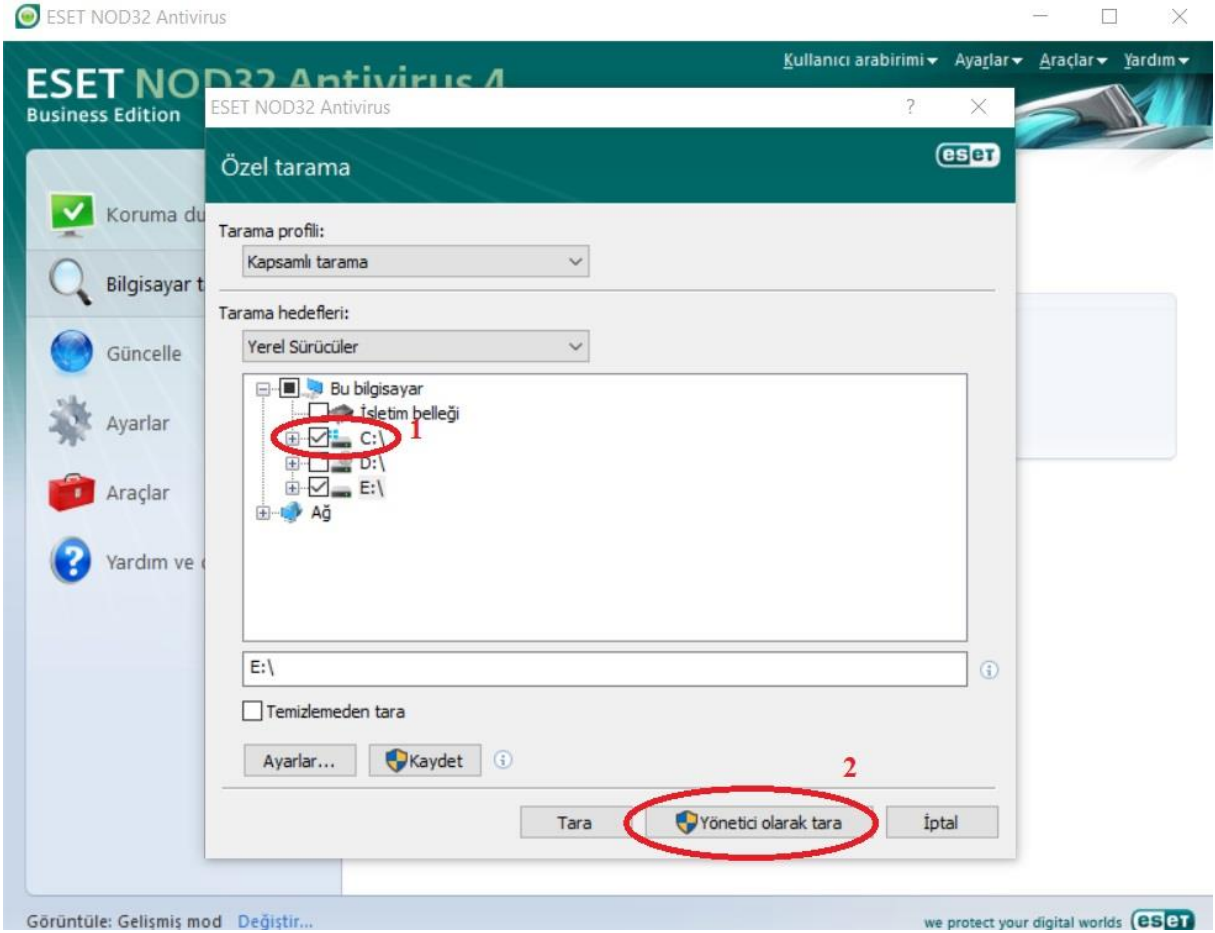 ESET NOD32 Antivirus
Kullanıcı arabirimi Ayarlar Araçlar Yardım
ESET NOD32 Antivirus 4
Business Edition
ESET NOD32 Antivirus
?
Özel tarama
eset
Koruma du
Bilgisayar t
Güncelle
Ayarlar
Araçlar
Yardım ve
Tarama profili:
Kapsamlı tarama
Tarama hedefleri:
Yerel Sürücüler
Bu bilgisayar
İşletim belleği
C:\ 1
D:\
E:\
Ağ
E:\
Temizlemeden tara
Ayarlar... Kaydet
2
Tara Yönetici olarak tara İptal
Görüntüle: Gelişmiş mod Değiştir...
we protect your digital worlds eset